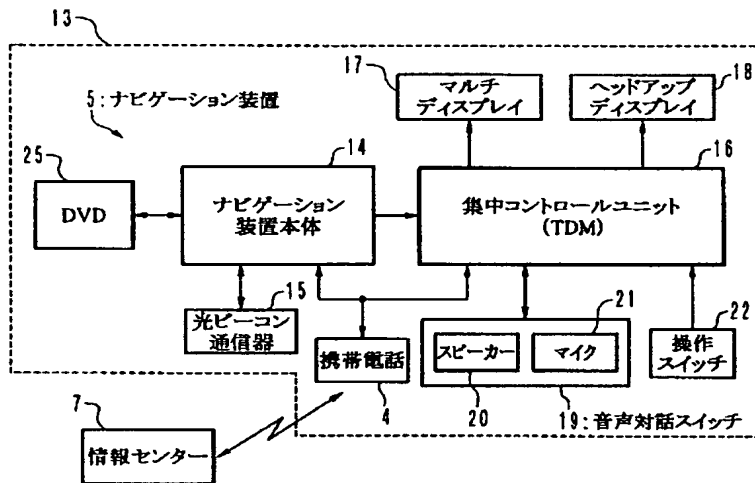 13
5:ナビゲーション装置
17
マルチ
ディスプレイ
18
ヘッドアップ
ディスプレイ
25
DVD
14
ナビゲーション
装置本体
16
集中コントロールユニット
(TDM)
15
光ビーコン
通信器
携帯電話
4
21
スピーカー
マイク
20
19:音声対話スイッチ
22
操作
スイッチ
7
情報センター